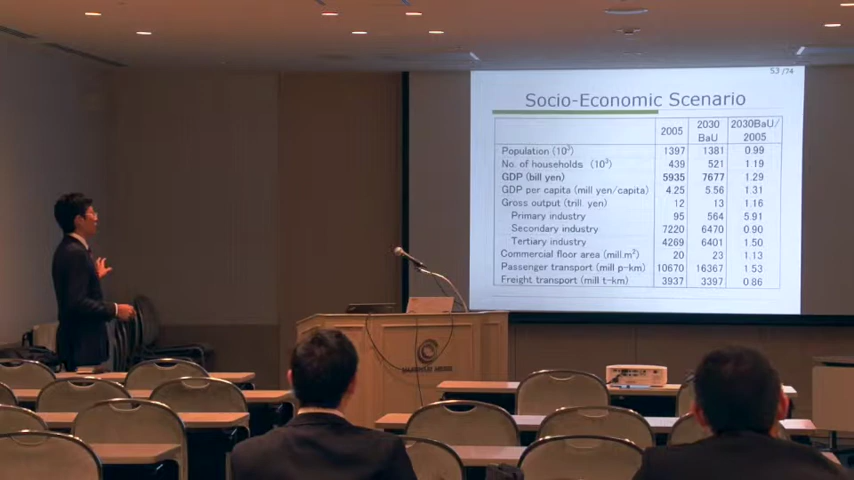 53 /74
Socio-Economic Scenario
2005 2030 BaU 2030BaU/ 2005
Population (10³) 1397 1381 0.99
No. of households (10³) 439 521 1.19
GDP (bill yen) 5935 7677 1.29
GDP per capita (mill yen/capita) 4.25 5.56 1.31
Gross output (trill. yen) 12 13 1.16
Primary industry 95 564 5.91
Secondary industry 7220 6470 0.90
Tertiary industry 4269 6401 1.50
Commercial floor area (mill.m²) 20 23 1.13
Passenger transport (mill p-km) 10670 16367 1.53
Freight transport (mill t-km) 3937 3397 0.86